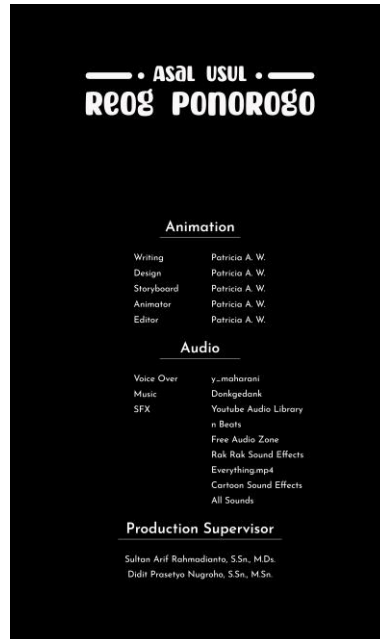 Asal Usul
Reog Ponorogo
Animation
Writing Patricia A. W.
Design Patricia A. W.
Storyboard Patricia A. W.
Animator Patricia A. W.
Editor Patricia A. W.
Audio
Voice Over y_maharani
Music Donkgedank
SFX Youtube Audio Library
n Beats
Free Audio Zone
Rak Rak Sound Effects
Everything.mp4
Cartoon Sound Effects
All Sounds
Production Supervisor
Sultan Arif Rahmadianto, S.Sn., M.Ds.
Didit Prasetyo Nugroho, S.Sn., M.Sn.